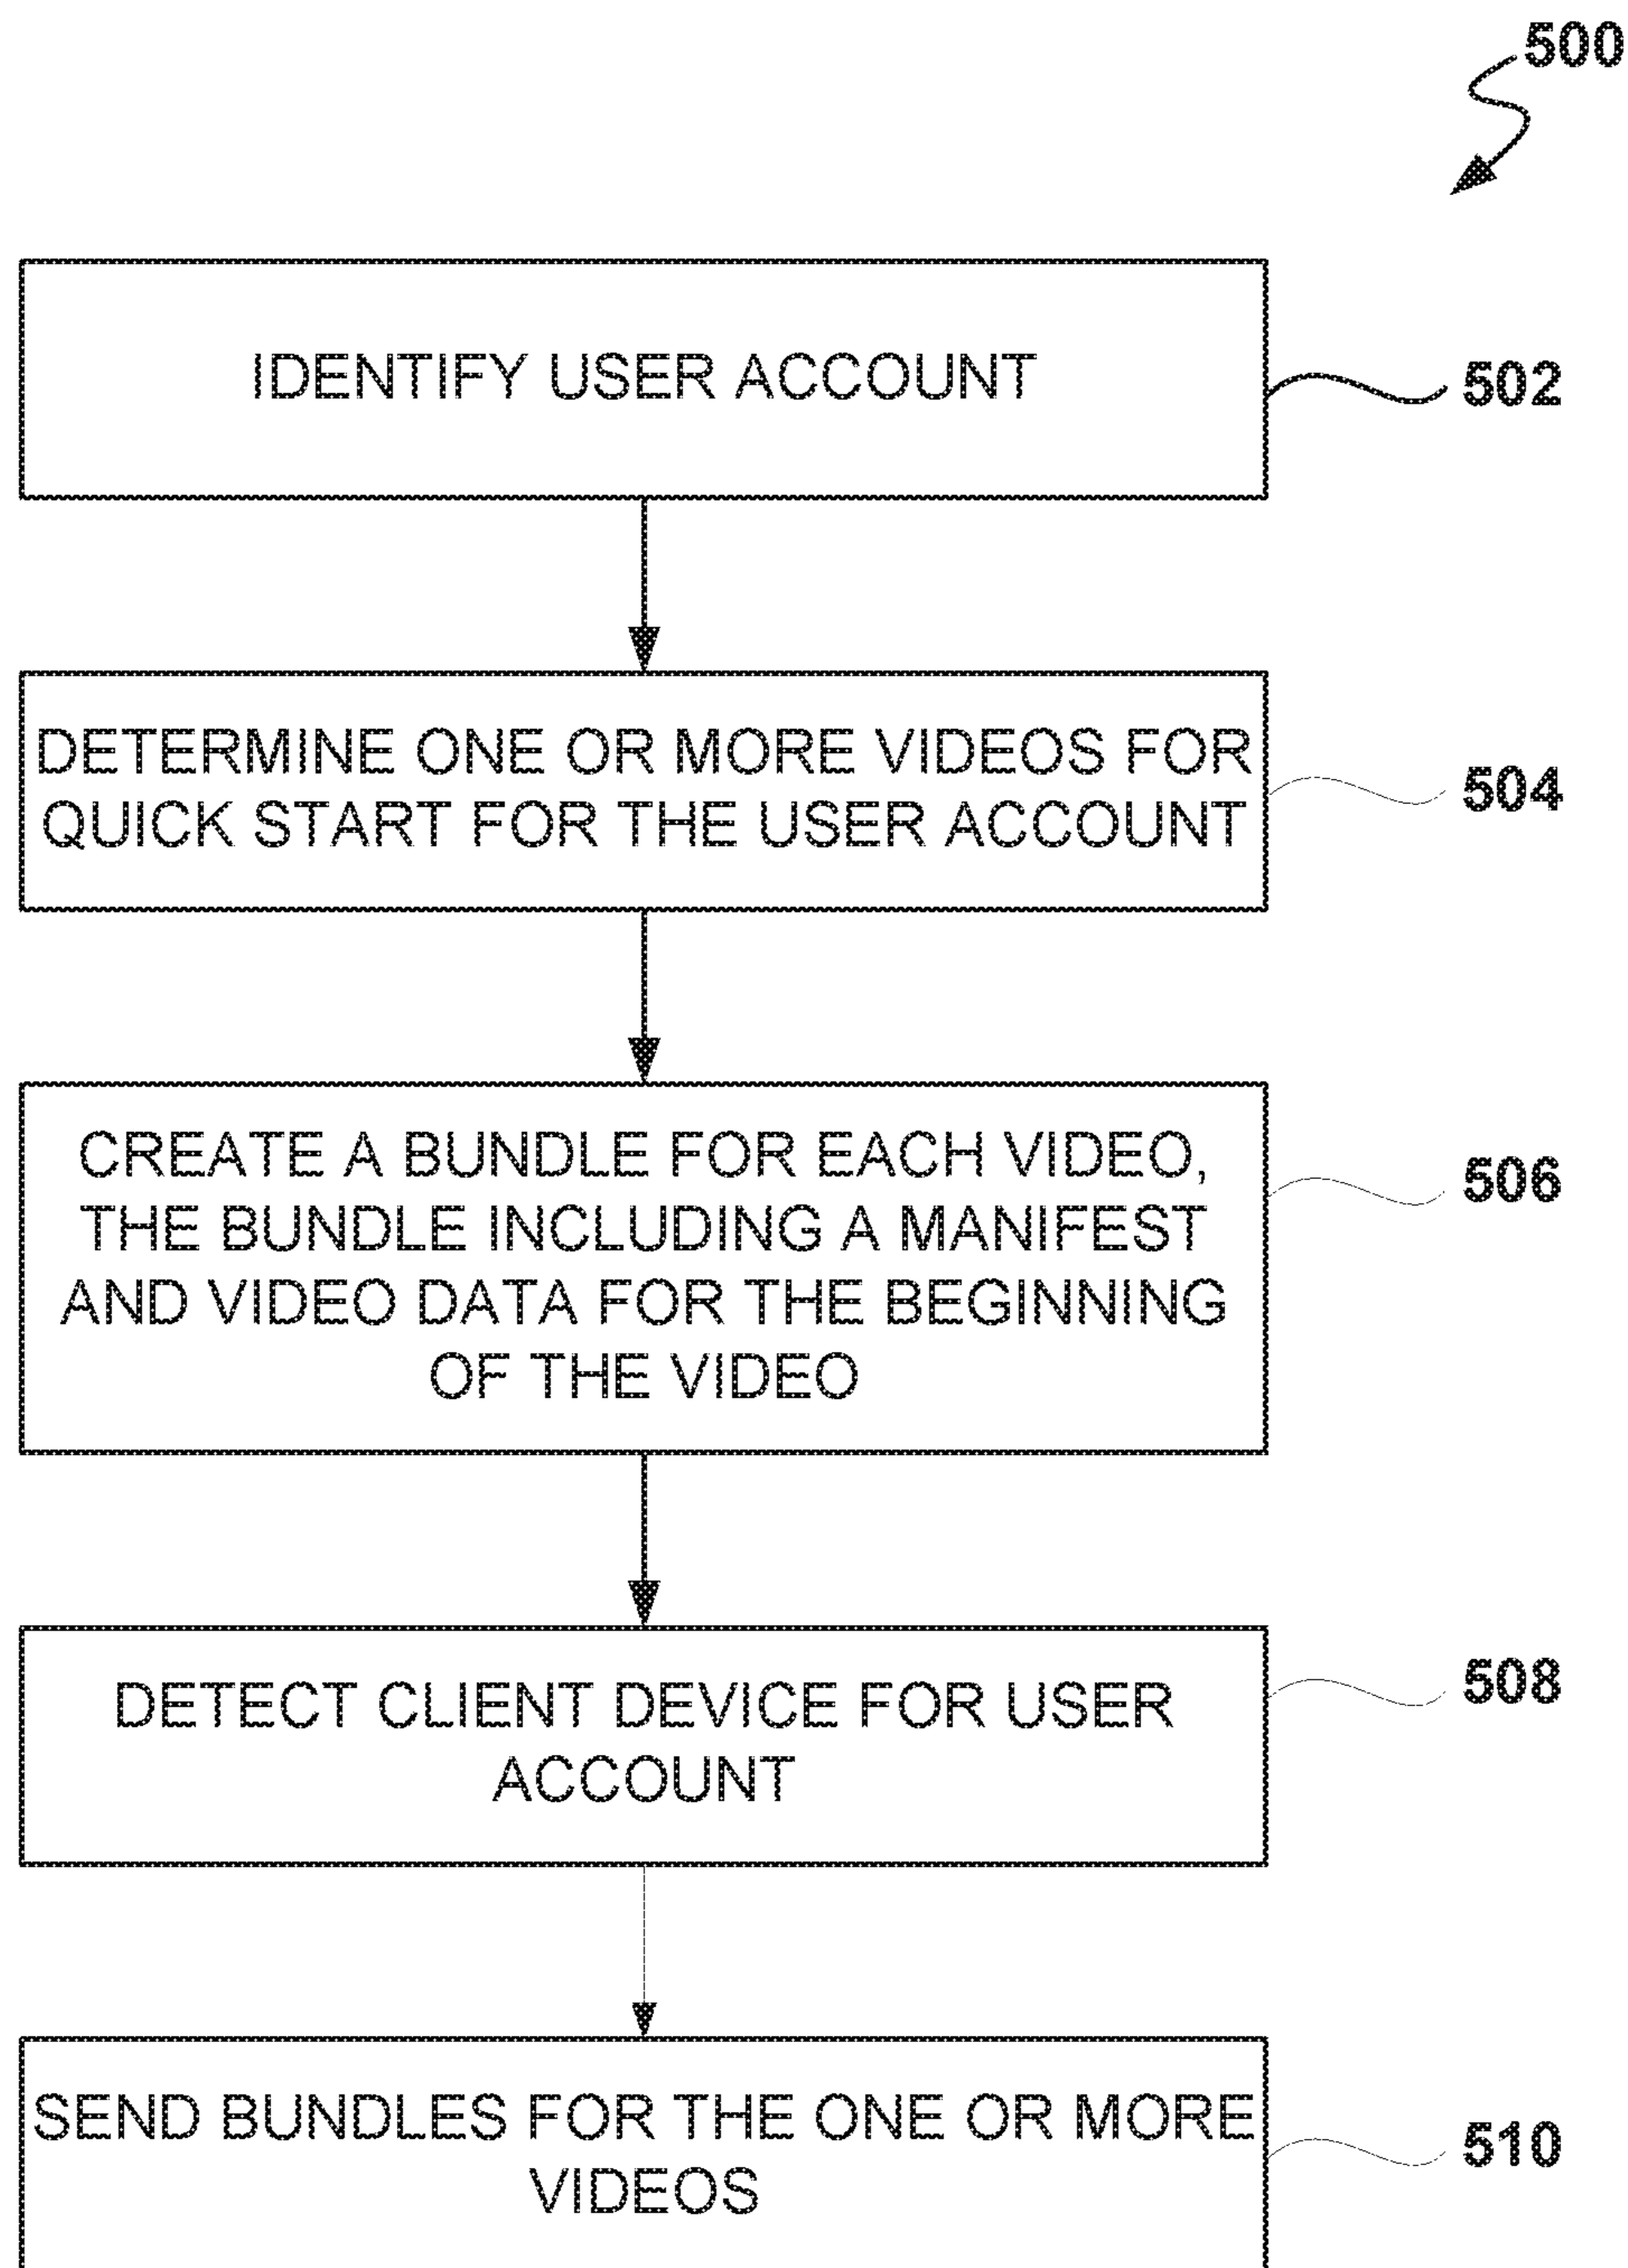 500
IDENTIFY USER ACCOUNT
502
DETERMINE ONE OR MORE VIDEOS FOR
QUICK START FOR THE USER ACCOUNT
504
CREATE A BUNDLE FOR EACH VIDEO,
THE BUNDLE INCLUDING A MANIFEST
AND VIDEO DATA FOR THE BEGINNING
OF THE VIDEO
506
DETECT CLIENT DEVICE FOR USER
ACCOUNT
508
SEND BUNDLES FOR THE ONE OR MORE
VIDEOS
510